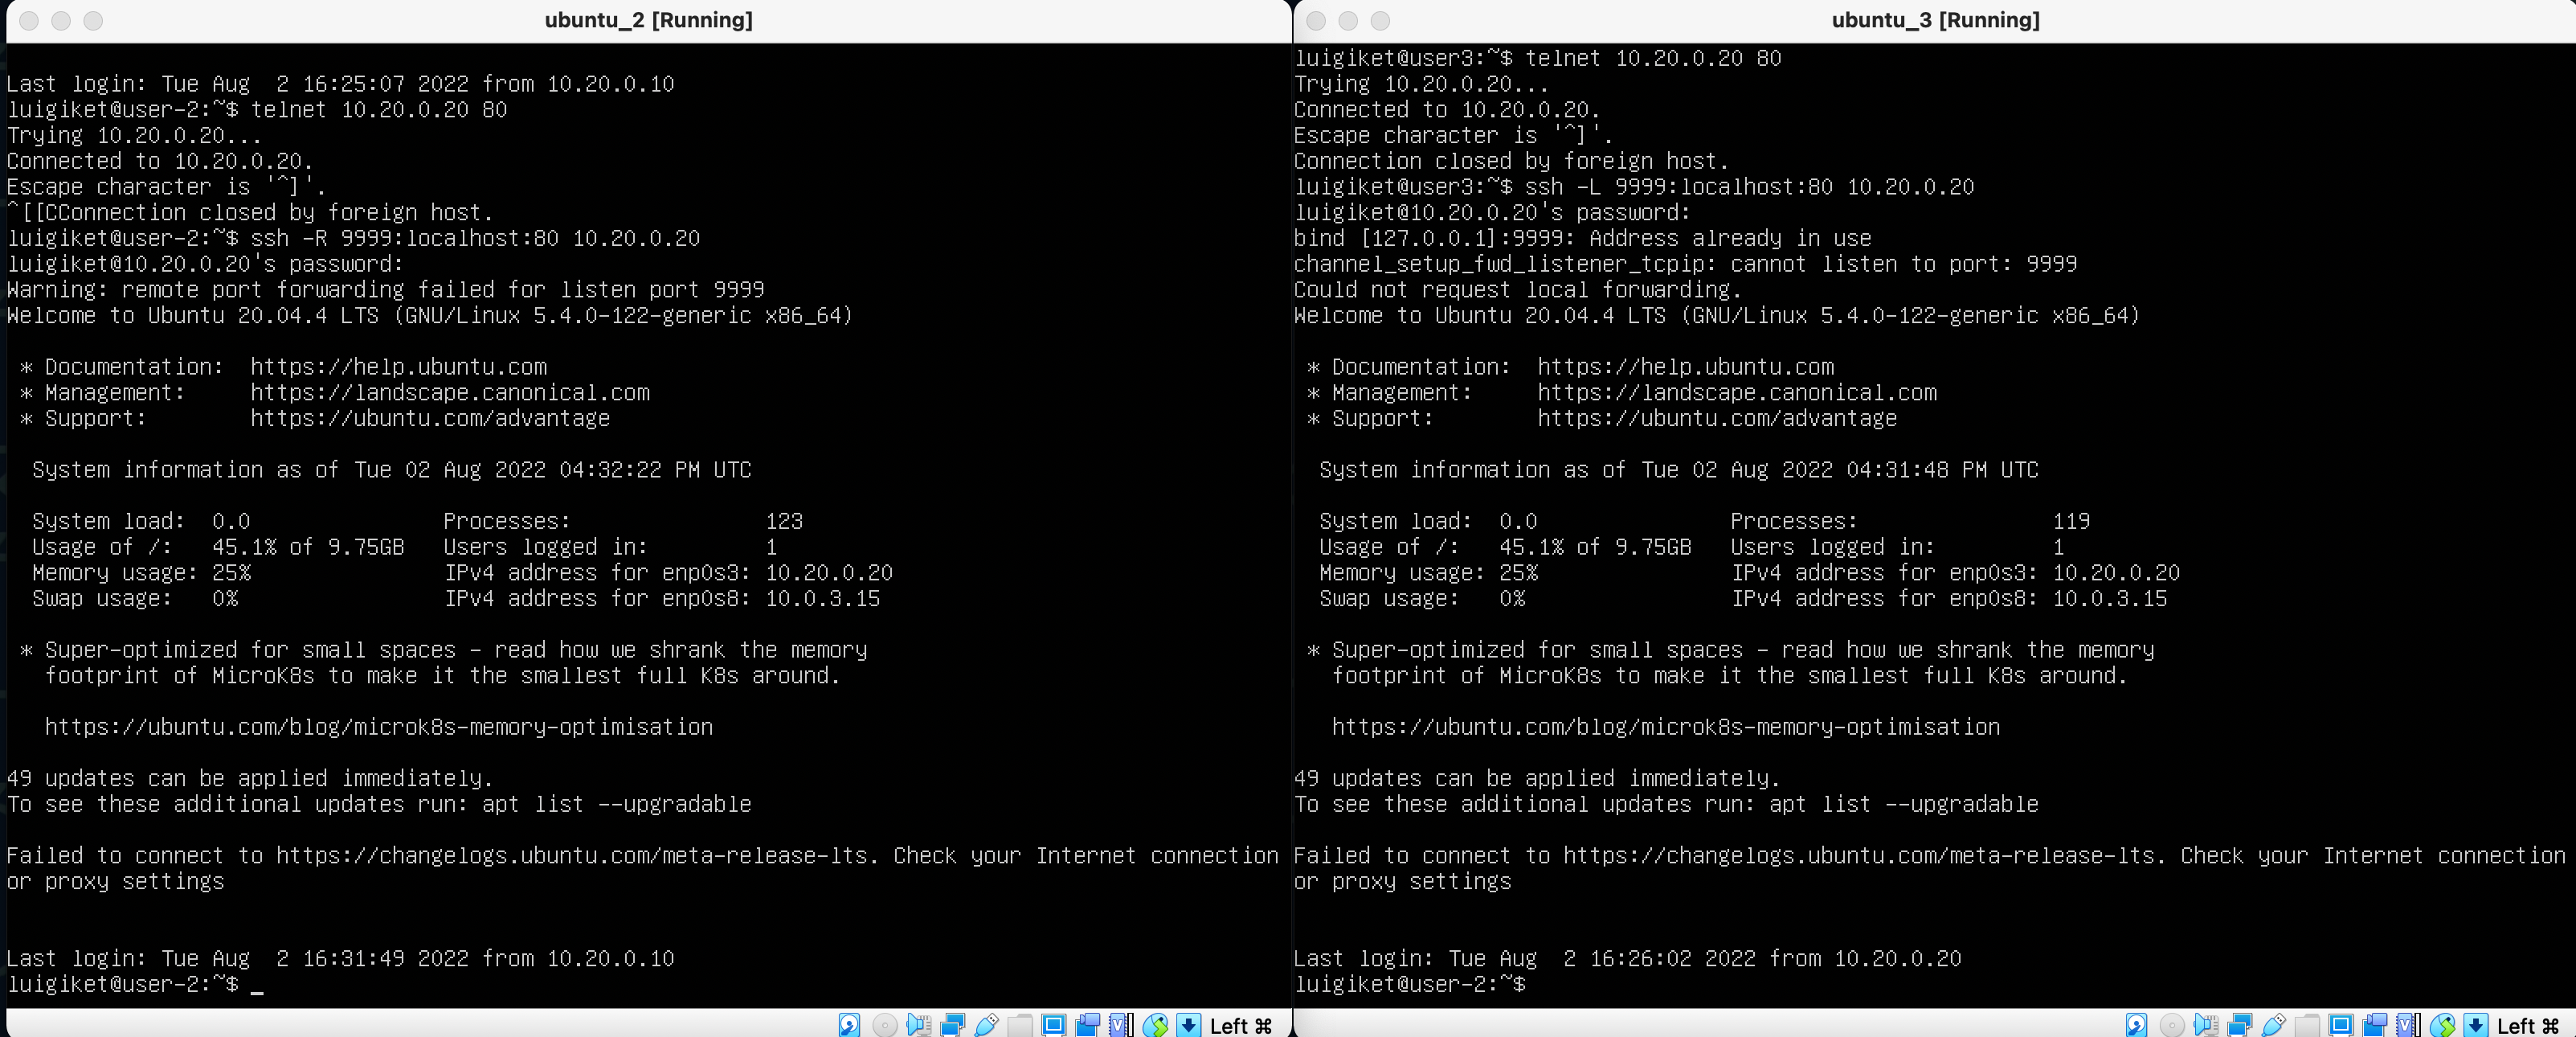 ubuntu_2 [Running]
Last login: Tue Aug  2 16:25:07 2022 from 10.20.0.10
luigiket@user-2:~$ telnet 10.20.0.20 80
Trying 10.20.0.20...
Connected to 10.20.0.20.
Escape character is '^]'.
^[[CConnection closed by foreign host.
luigiket@user-2:~$ ssh -R 9999:localhost:80 10.20.0.20
luigiket@10.20.0.20's password:
Warning: remote port forwarding failed for listen port 9999
Welcome to Ubuntu 20.04.4 LTS (GNU/Linux 5.4.0-122-generic x86_64)
* Documentation:  https://help.ubuntu.com
* Management:     https://landscape.canonical.com
* Support:        https://ubuntu.com/advantage
System information as of Tue 02 Aug 2022 04:32:22 PM UTC
System load:  0.0               Processes:               123
Usage of /:   45.1% of 9.75GB   Users logged in:         1
Memory usage: 25%               IPv4 address for enp0s3: 10.20.0.20
Swap usage:   0%                IPv4 address for enp0s8: 10.0.3.15
* Super-optimized for small spaces - read how we shrank the memory
footprint of MicroK8s to make it the smallest full K8s around.
https://ubuntu.com/blog/microk8s-memory-optimisation
49 updates can be applied immediately.
To see these additional updates run: apt list --upgradable
Failed to connect to https://changelogs.ubuntu.com/meta-release-lts. Check your Internet connection
or proxy settings
Last login: Tue Aug  2 16:31:49 2022 from 10.20.0.10
luigiket@user-2:~$ _
Left ⌘
ubuntu_3 [Running]
luigiket@user3:~$ telnet 10.20.0.20 80
Trying 10.20.0.20...
Connected to 10.20.0.20.
Escape character is '^]'.
Connection closed by foreign host.
luigiket@user3:~$ ssh -L 9999:localhost:80 10.20.0.20
luigiket@10.20.0.20's password:
bind [127.0.0.1]:9999: Address already in use
channel_setup_fwd_listener_tcpip: cannot listen to port: 9999
Could not request local forwarding.
Welcome to Ubuntu 20.04.4 LTS (GNU/Linux 5.4.0-122-generic x86_64)
* Documentation:  https://help.ubuntu.com
* Management:     https://landscape.canonical.com
* Support:        https://ubuntu.com/advantage
System information as of Tue 02 Aug 2022 04:31:48 PM UTC
System load:  0.0               Processes:               119
Usage of /:   45.1% of 9.75GB   Users logged in:         1
Memory usage: 25%               IPv4 address for enp0s3: 10.20.0.20
Swap usage:   0%                IPv4 address for enp0s8: 10.0.3.15
* Super-optimized for small spaces - read how we shrank the memory
footprint of MicroK8s to make it the smallest full K8s around.
https://ubuntu.com/blog/microk8s-memory-optimisation
49 updates can be applied immediately.
To see these additional updates run: apt list --upgradable
Failed to connect to https://changelogs.ubuntu.com/meta-release-lts. Check your Internet connection
or proxy settings
Last login: Tue Aug  2 16:26:02 2022 from 10.20.0.20
luigiket@user-2:~$
Left ⌘